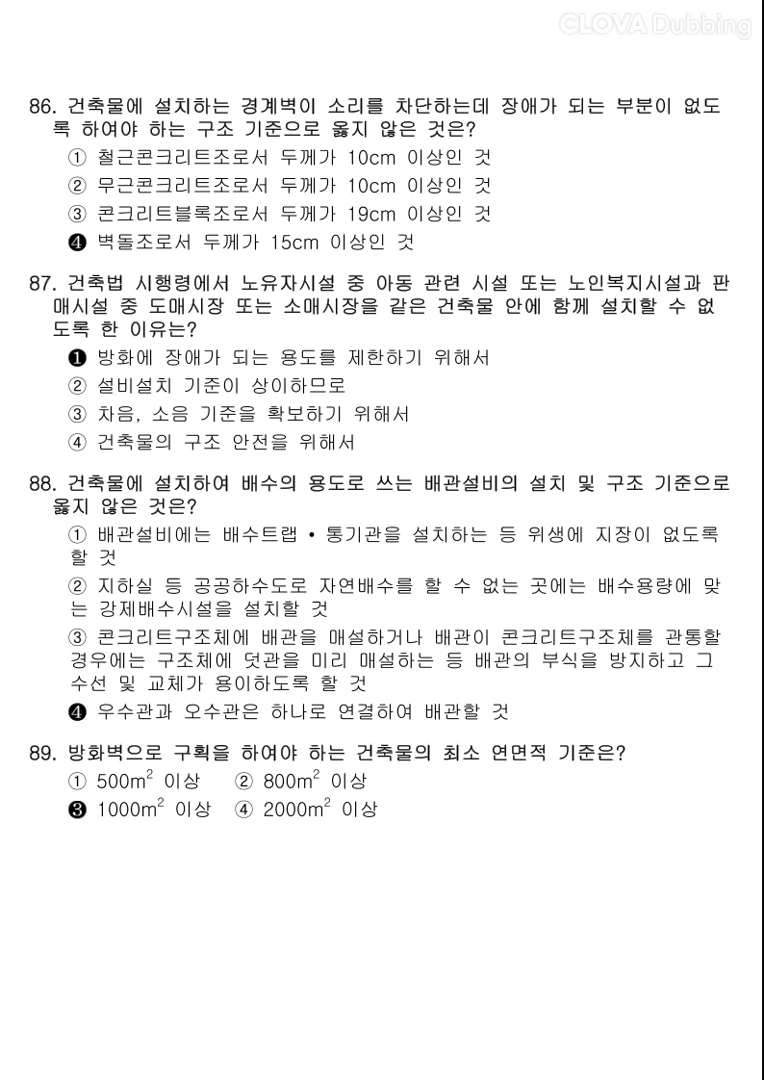 CLOVA Dubbing
86. 건축물에 설치하는 경계벽이 소리를 차단하는데 장애가 되는 부분이 없도
록 하여야 하는 구조 기준으로 옳지 않은 것은?
① 철근콘크리트조로서 두께가 10cm 이상인 것
② 무근콘크리트조로서 두께가 10cm 이상인 것
③ 콘크리트블록조로서 두께가 19cm 이상인 것
❹ 벽돌조로서 두께가 15cm 이상인 것
87. 건축법 시행령에서 노유자시설 중 아동 관련 시설 또는 노인복지시설과 판
매시설 중 도매시장 또는 소매시장을 같은 건축물 안에 함께 설치할 수 없
도록 한 이유는?
❶ 방화에 장애가 되는 용도를 제한하기 위해서
② 설비설치 기준이 상이하므로
③ 차음, 소음 기준을 확보하기 위해서
④ 건축물의 구조 안전을 위해서
88. 건축물에 설치하여 배수의 용도로 쓰는 배관설비의 설치 및 구조 기준으로
옳지 않은 것은?
① 배관설비에는 배수트랩 • 통기관을 설치하는 등 위생에 지장이 없도록
할 것
② 지하실 등 공공하수도로 자연배수를 할 수 없는 곳에는 배수용량에 맞
는 강제배수시설을 설치할 것
③ 콘크리트구조체에 배관을 매설하거나 배관이 콘크리트구조체를 관통할
경우에는 구조체에 덧관을 미리 매설하는 등 배관의 부식을 방지하고 그
수선 및 교체가 용이하도록 할 것
❹ 우수관과 오수관은 하나로 연결하여 배관할 것
89. 방화벽으로 구획을 하여야 하는 건축물의 최소 연면적 기준은?
① 500m² 이상 ② 800m² 이상
❸ 1000m² 이상 ④ 2000m² 이상